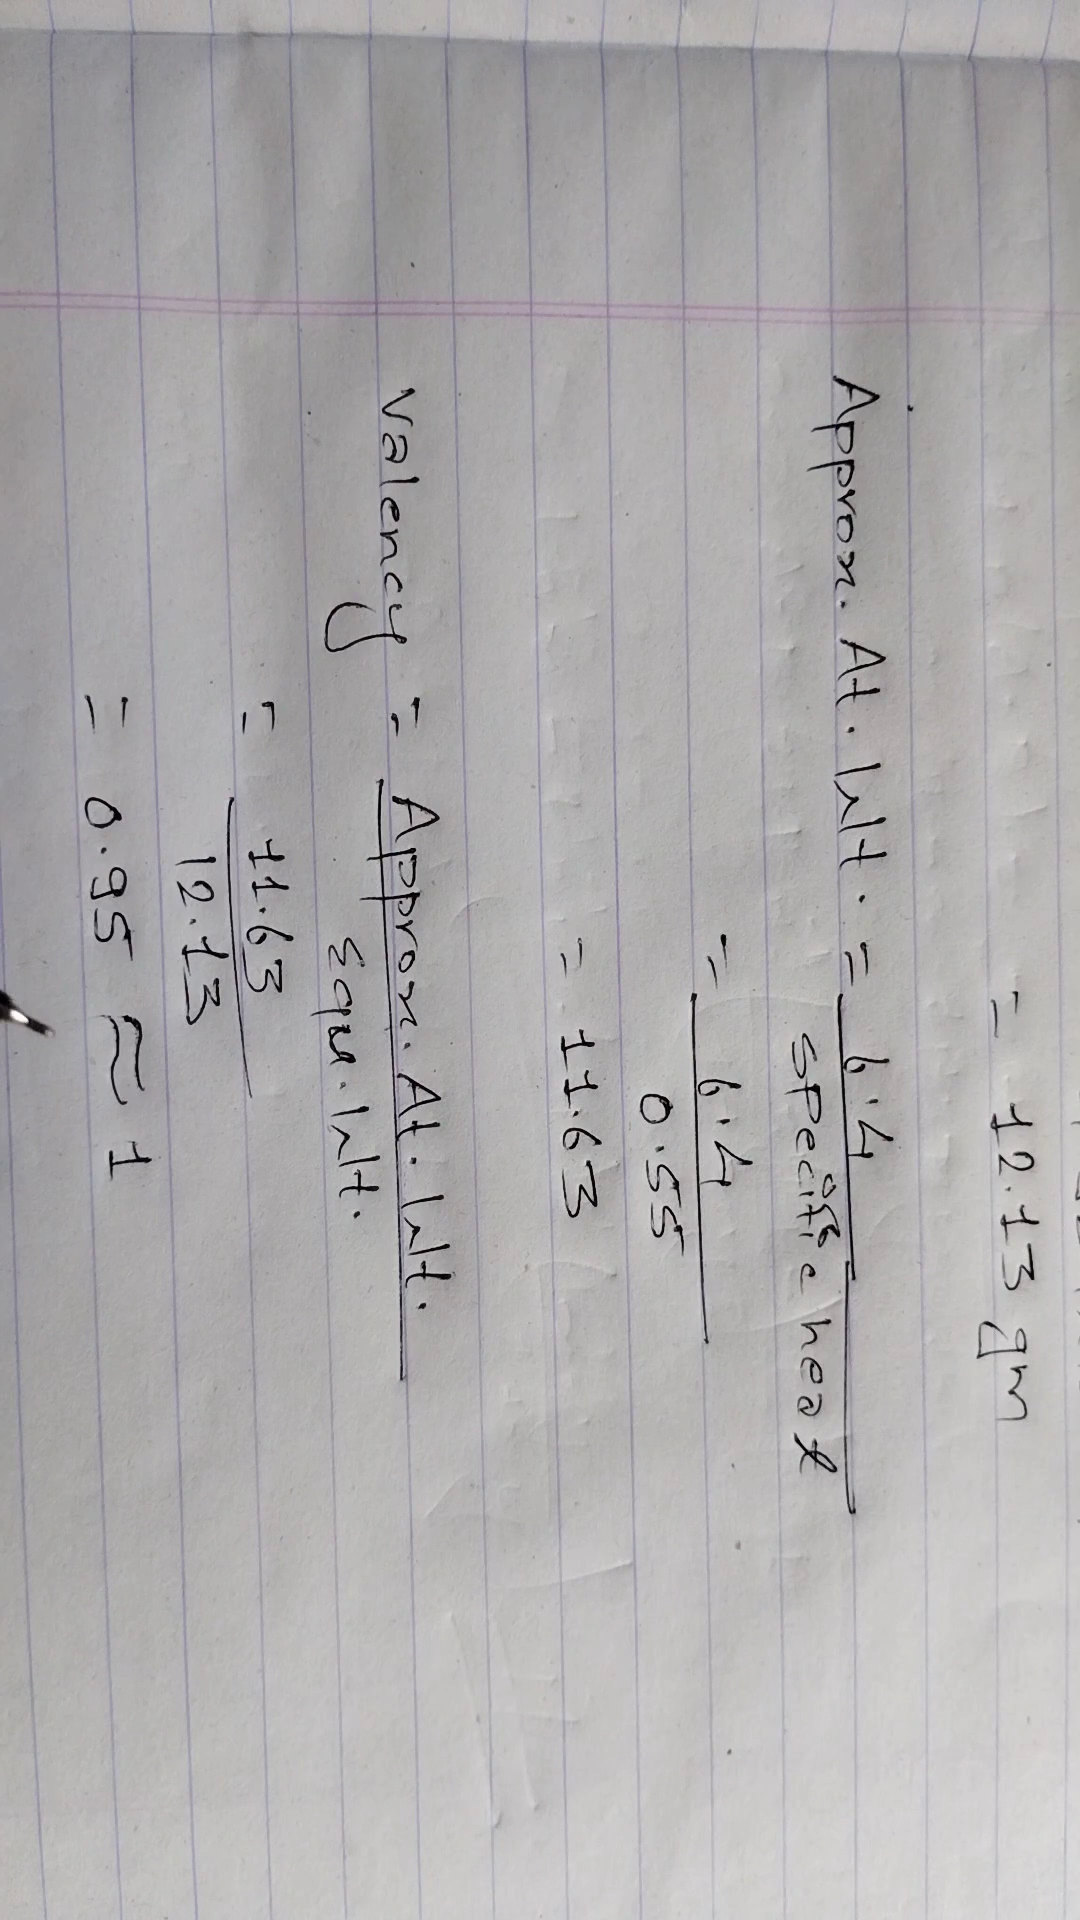 = 12.13 gm
Approx. At. Wt. = 6.4
Specific heat
= 6.4
0.55
= 11.63
Valency = Approx. At. Wt.
Equ. Wt.
= 11.63
12.13
= 0.95 ≈ 1